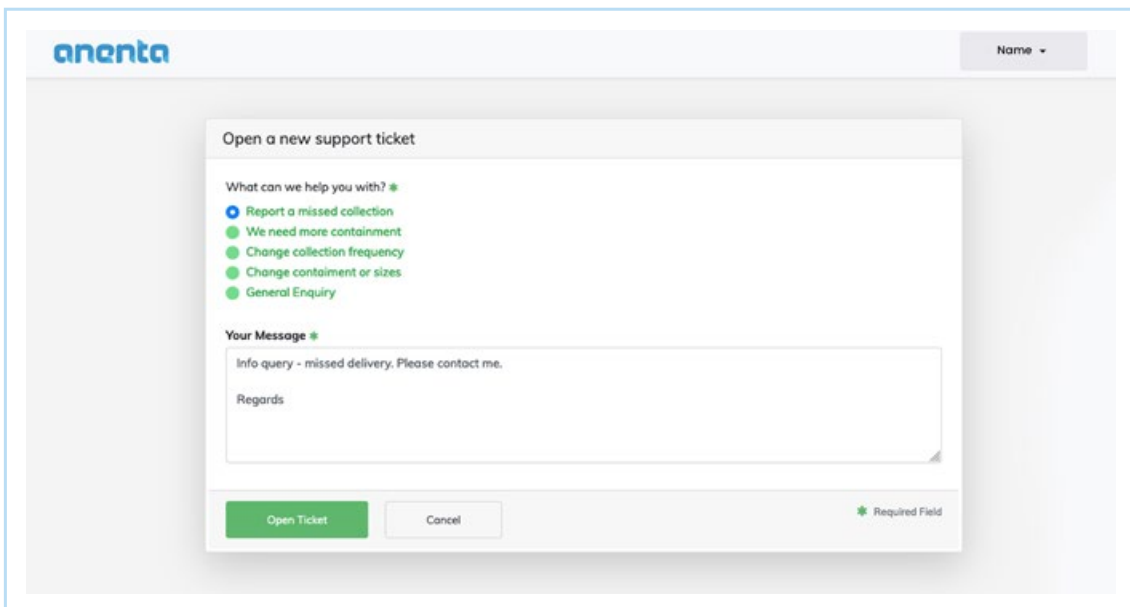 anenta
Name
Open a new support ticket
What can we help you with? *
Report a missed collection
We need more containment
Change collection frequency
Change contaiment or sizes
General Enquiry
Your Message *
Info query - missed delivery. Please contact me.
Regards
Open Ticket
Cancel
* Required Field